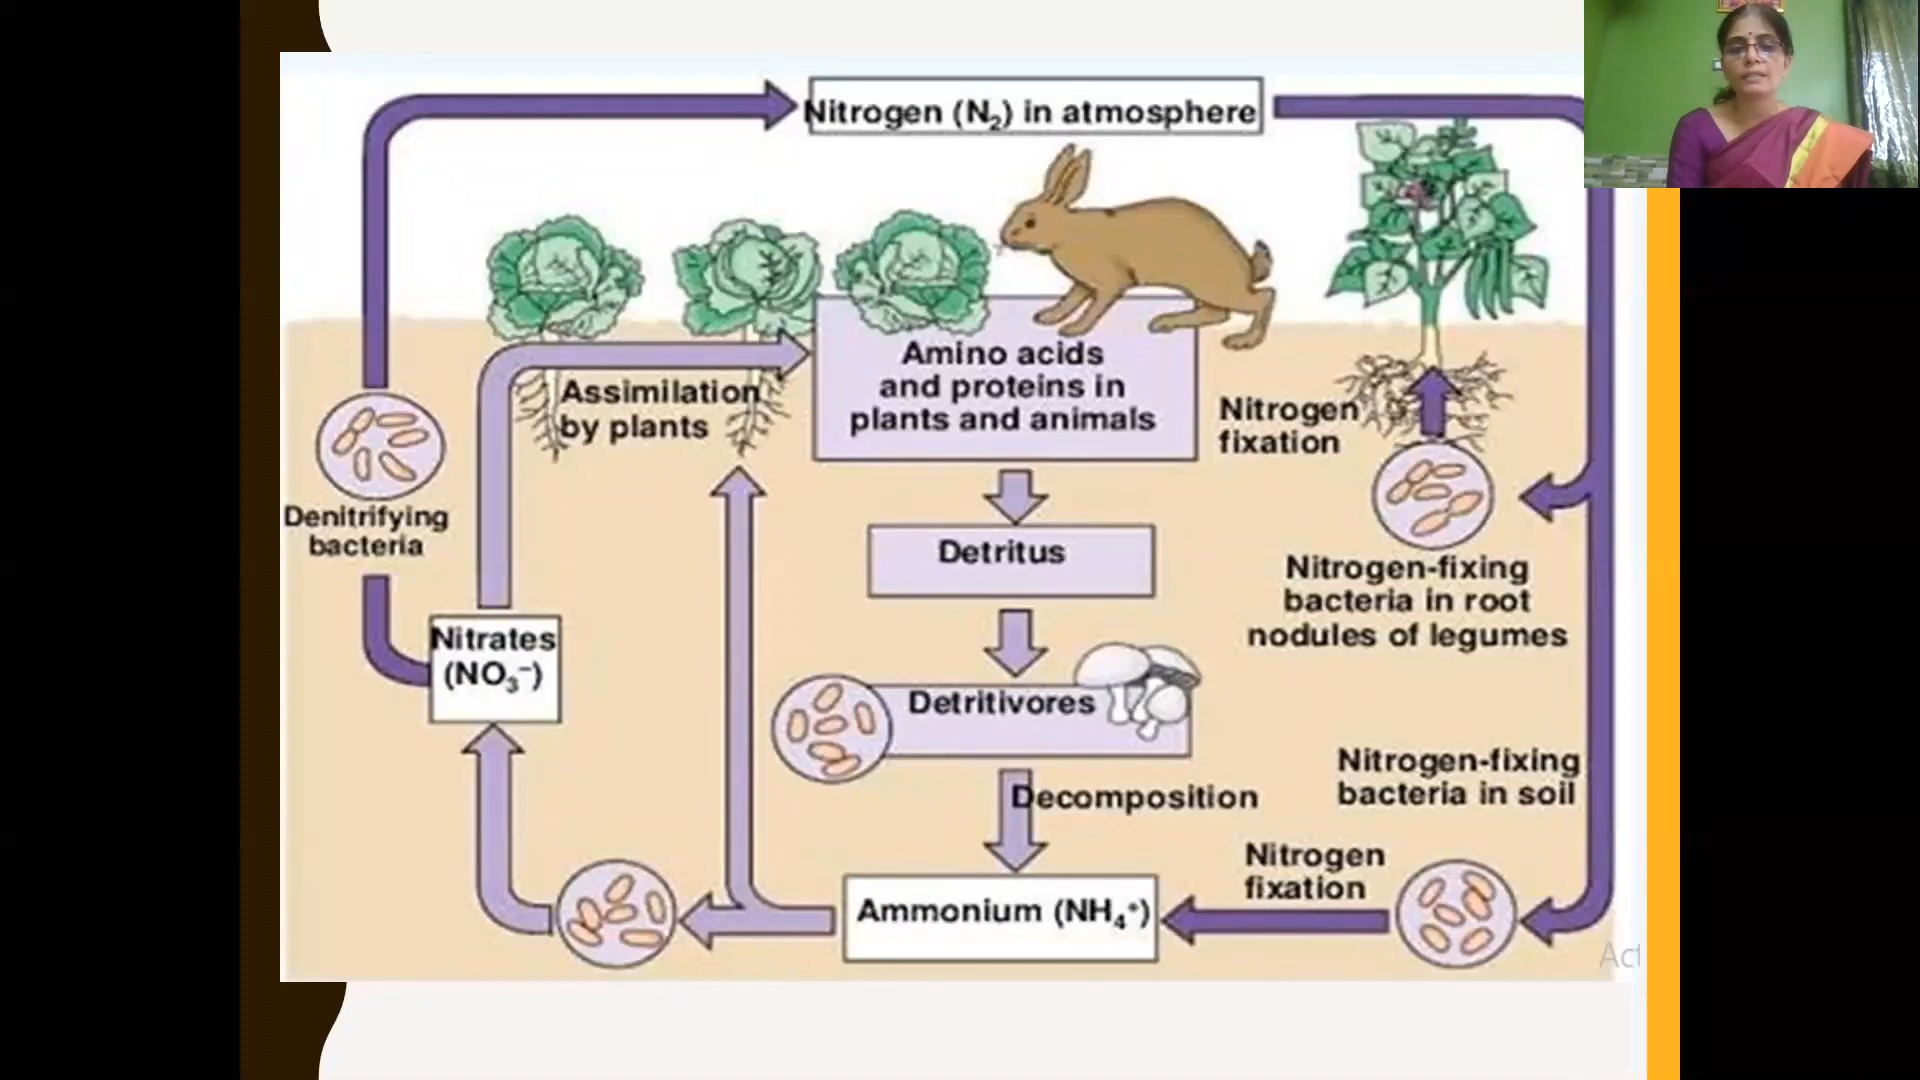 Nitrogen (N₂) in atmosphere
Amino acids
and proteins in
plants and animals
Assimilation
by plants
Nitrogen
fixation
Denitrifying
bacteria
Detritus
Nitrogen-fixing
bacteria in root
nodules of legumes
Nitrates
(NO₃⁻)
Detritivores
Decomposition
Nitrogen-fixing
bacteria in soil
Nitrogen
fixation
Ammonium (NH₄⁺)
Act